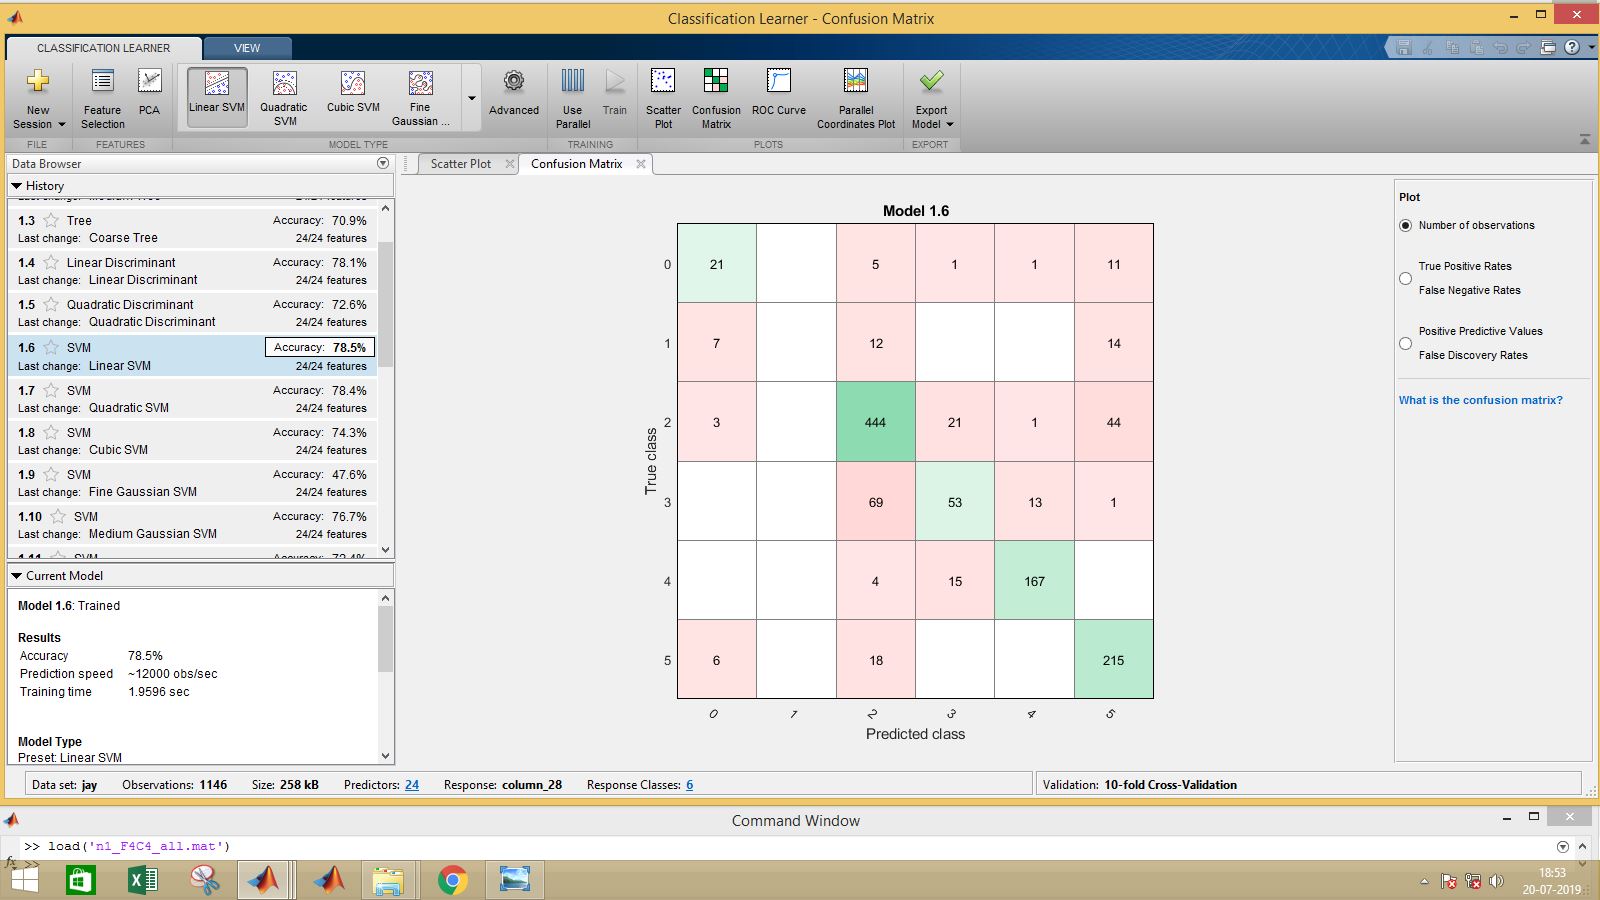 Classification Learner - Confusion Matrix
CLASSIFICATION LEARNER
VIEW
New Session
Feature Selection
PCA
Linear SVM
Quadratic SVM
Cubic SVM
Fine Gaussian ...
Advanced
Use Parallel
Train
Scatter Plot
Confusion Matrix
ROC Curve
Parallel Coordinates Plot
Export Model
FILE
FEATURES
MODEL TYPE
TRAINING
PLOTS
EXPORT
Data Browser
History
Last change: Medium Tree 24/24 features
1.3 Tree Accuracy: 70.9%
Last change: Coarse Tree 24/24 features
1.4 Linear Discriminant Accuracy: 78.1%
Last change: Linear Discriminant 24/24 features
1.5 Quadratic Discriminant Accuracy: 72.6%
Last change: Quadratic Discriminant 24/24 features
1.6 SVM Accuracy: 78.5%
Last change: Linear SVM 24/24 features
1.7 SVM Accuracy: 78.4%
Last change: Quadratic SVM 24/24 features
1.8 SVM Accuracy: 74.3%
Last change: Cubic SVM 24/24 features
1.9 SVM Accuracy: 47.6%
Last change: Fine Gaussian SVM 24/24 features
1.10 SVM Accuracy: 76.7%
Last change: Medium Gaussian SVM 24/24 features
1.11 SVM Accuracy: 72.4%
Current Model
Model 1.6: Trained
Results
Accuracy 78.5%
Prediction speed ~12000 obs/sec
Training time 1.9596 sec
Model Type
Preset: Linear SVM
Scatter Plot
Confusion Matrix
Model 1.6
True class
0 21 5 1 1 11
1 7 12 14
2 3 444 21 1 44
3 69 53 13 1
4 4 15 167
5 6 18 215
0 1 2 3 4 5
Predicted class
Plot
Number of observations
True Positive Rates
False Negative Rates
Positive Predictive Values
False Discovery Rates
What is the confusion matrix?
Data set: jay Observations: 1146 Size: 258 kB Predictors: 24 Response: column_28 Response Classes: 6
Validation: 10-fold Cross-Validation
Command Window
>> load('n1_F4C4_all.mat')
fx >>
18:53
20-07-2019